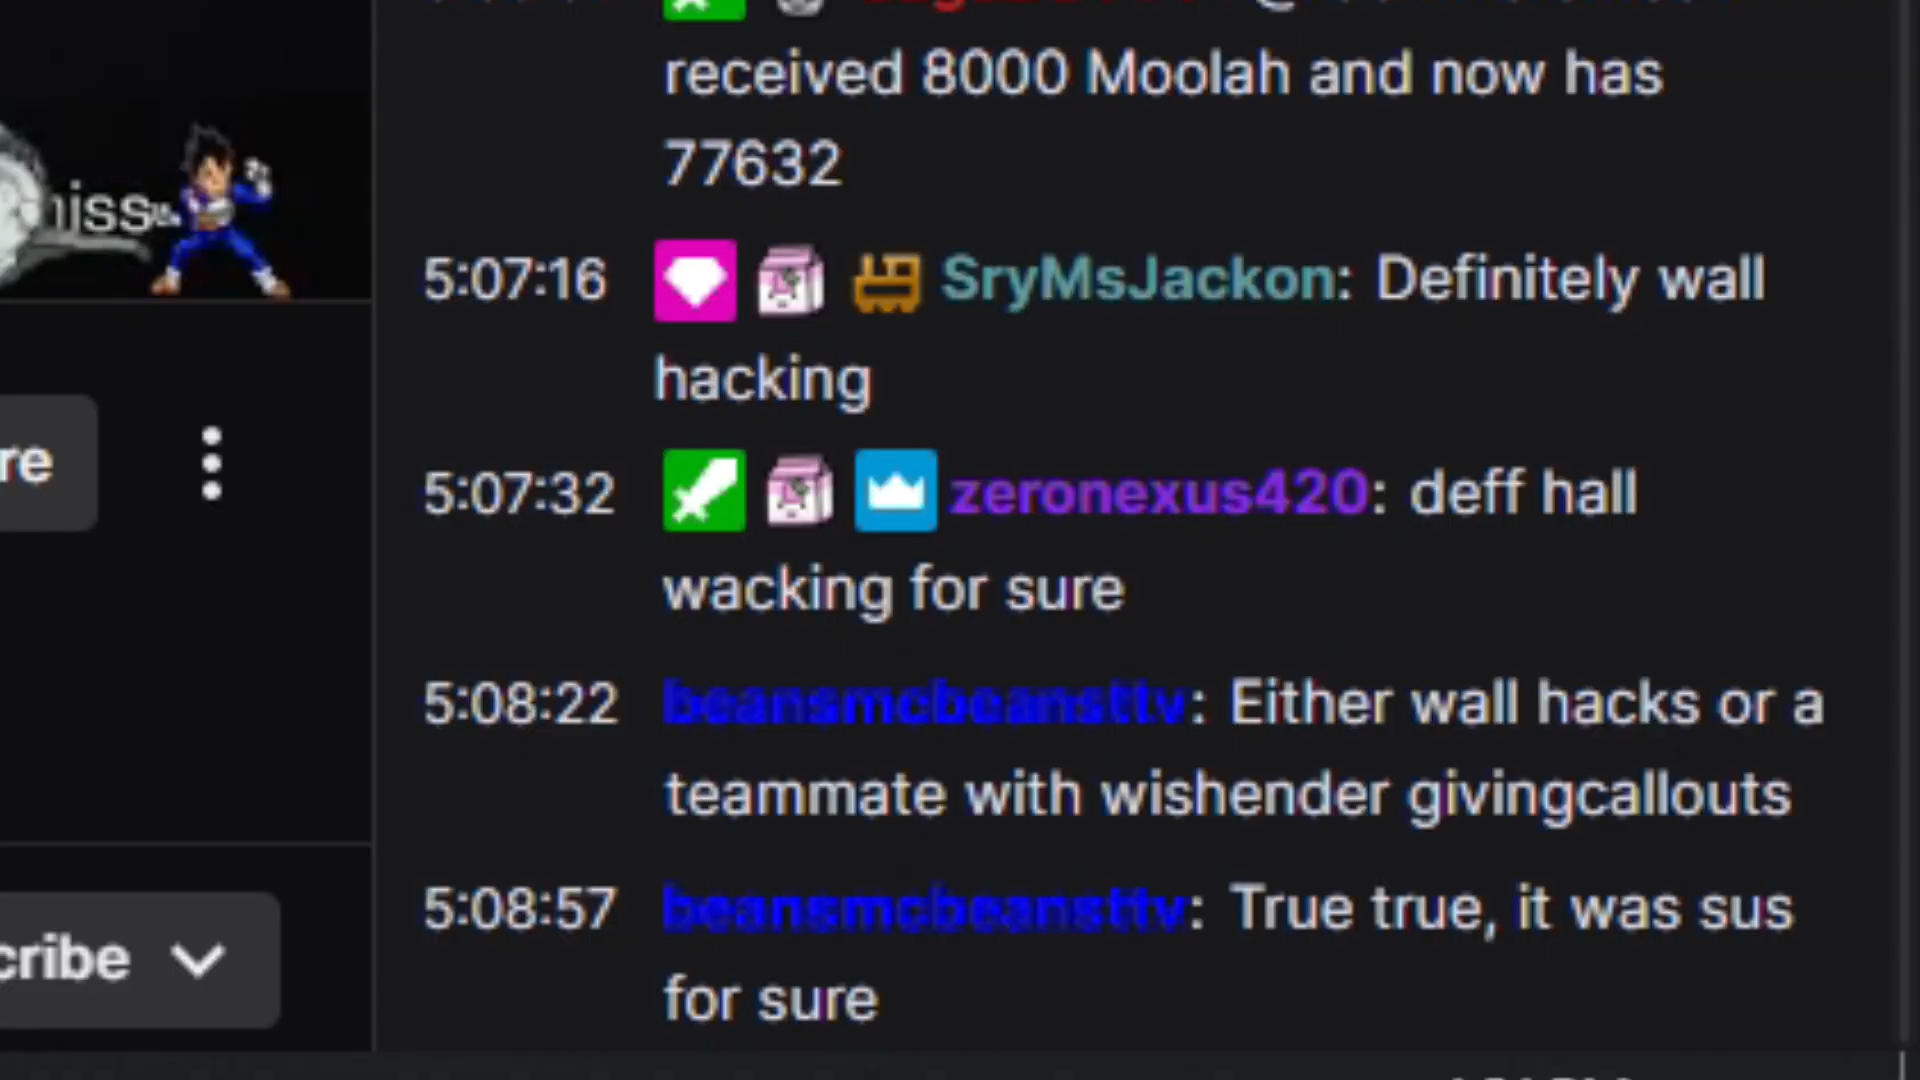 received 8000 Moolah and now has
77632
5:07:16 SryMsJackon: Definitely wall
hacking
5:07:32 zeronexus420: deff hall
wacking for sure
5:08:22 beansmcbeansttv: Either wall hacks or a
teammate with wishender givingcallouts
5:08:57 beansmcbeansttv: True true, it was sus
for sure
iss
re
cribe